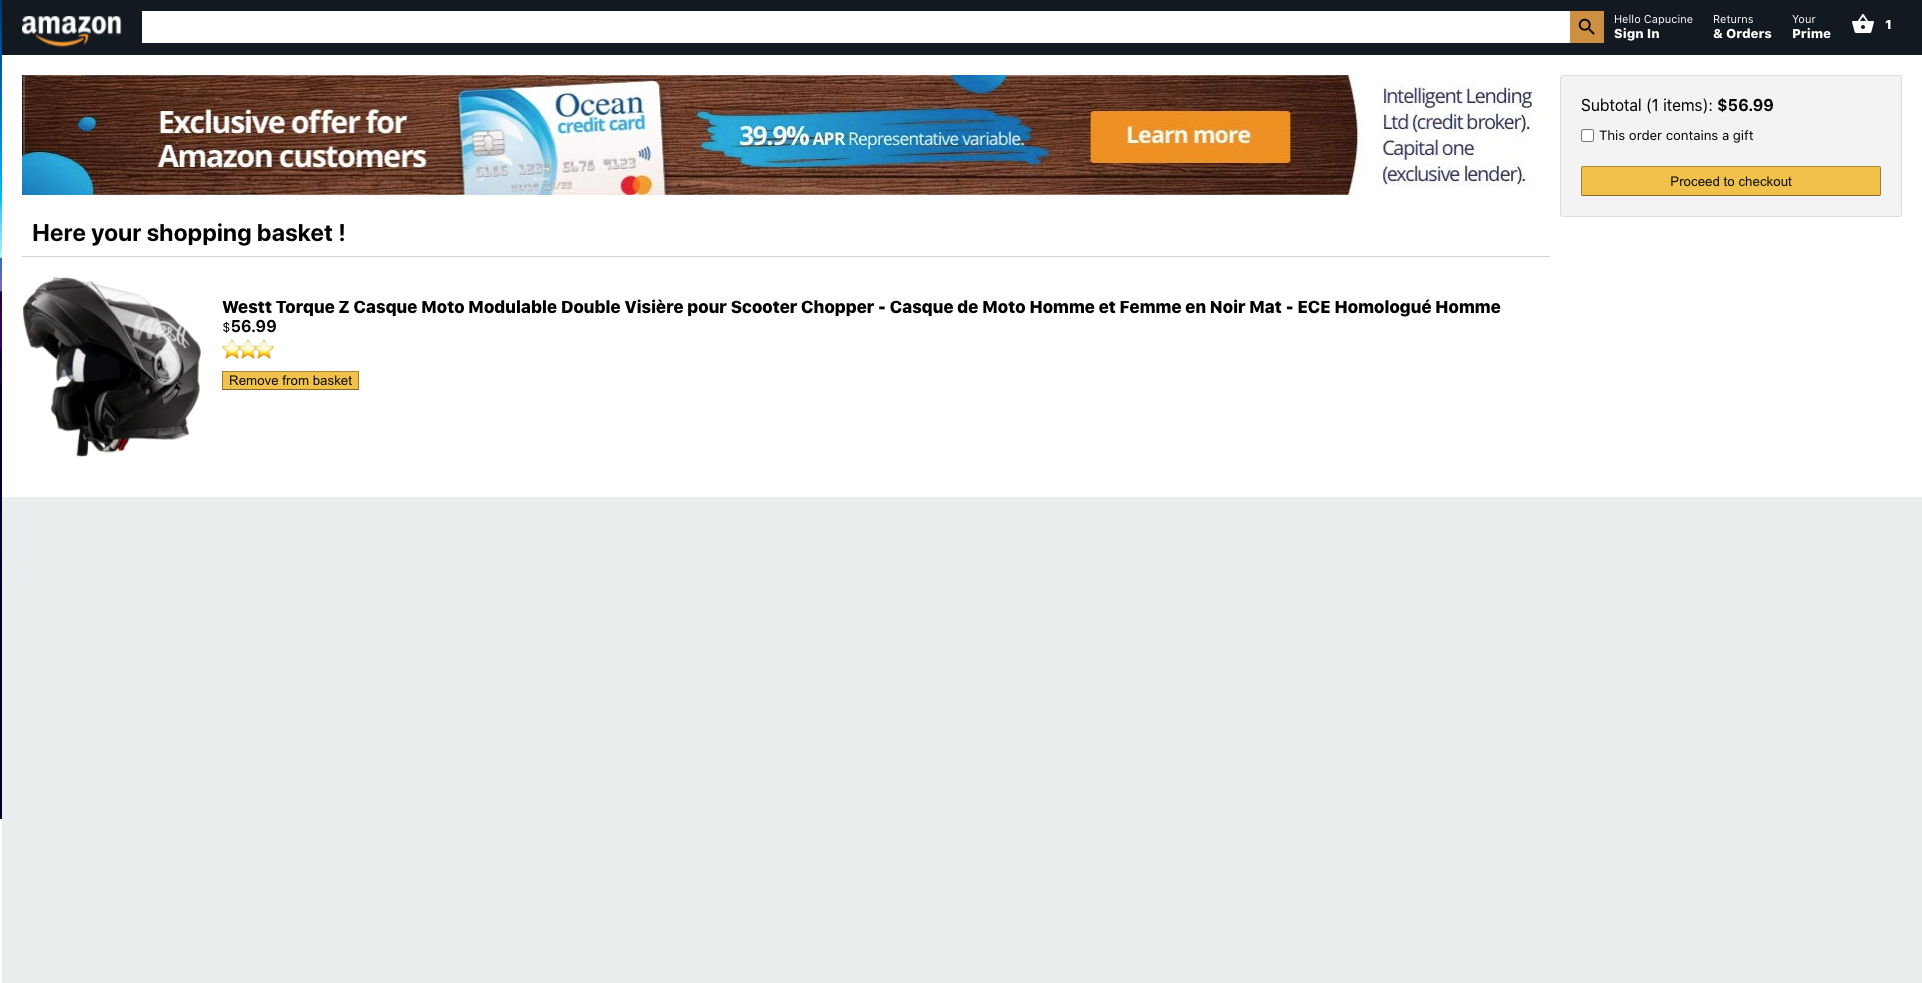 amazon
Hello Capucine
Sign In
Returns
& Orders
Your
Prime
1
Exclusive offer for
Amazon customers
Ocean
credit card
39.9% APR Representative variable.
Learn more
Intelligent Lending
Ltd (credit broker).
Capital one
(exclusive lender).
Subtotal (1 items): $56.99
This order contains a gift
Proceed to checkout
Here your shopping basket !
Westt Torque Z Casque Moto Modulable Double Visière pour Scooter Chopper - Casque de Moto Homme et Femme en Noir Mat - ECE Homologué Homme
$56.99
Remove from basket